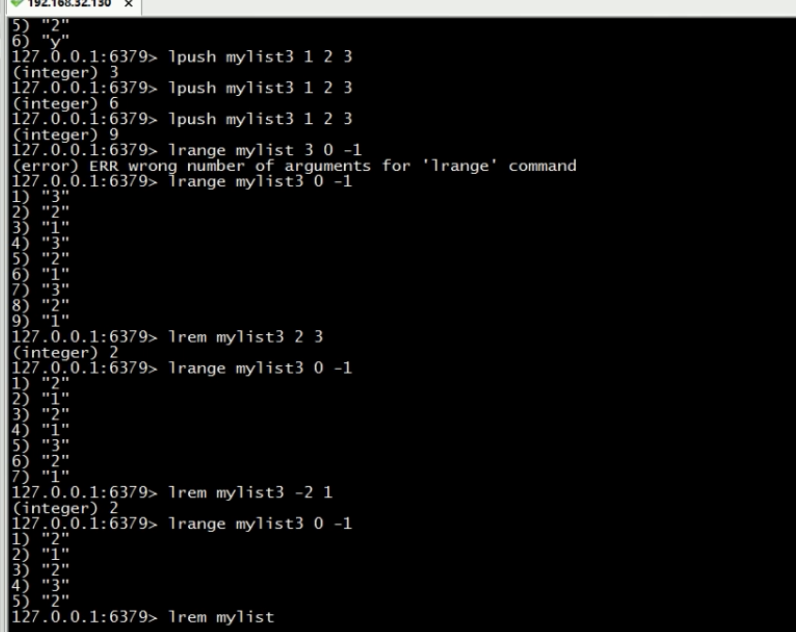 192.168.32.130 ×
5) "2"
6) "y"
127.0.0.1:6379> lpush mylist3 1 2 3
(integer) 3
127.0.0.1:6379> lpush mylist3 1 2 3
(integer) 6
127.0.0.1:6379> lpush mylist3 1 2 3
(integer) 9
127.0.0.1:6379> lrange mylist 3 0 -1
(error) ERR wrong number of arguments for 'lrange' command
127.0.0.1:6379> lrange mylist3 0 -1
1) "3"
2) "2"
3) "1"
4) "3"
5) "2"
6) "1"
7) "3"
8) "2"
9) "1"
127.0.0.1:6379> lrem mylist3 2 3
(integer) 2
127.0.0.1:6379> lrange mylist3 0 -1
1) "2"
2) "1"
3) "2"
4) "1"
5) "3"
6) "2"
7) "1"
127.0.0.1:6379> lrem mylist3 -2 1
(integer) 2
127.0.0.1:6379> lrange mylist3 0 -1
1) "2"
2) "1"
3) "2"
4) "3"
5) "2"
127.0.0.1:6379> lrem mylist